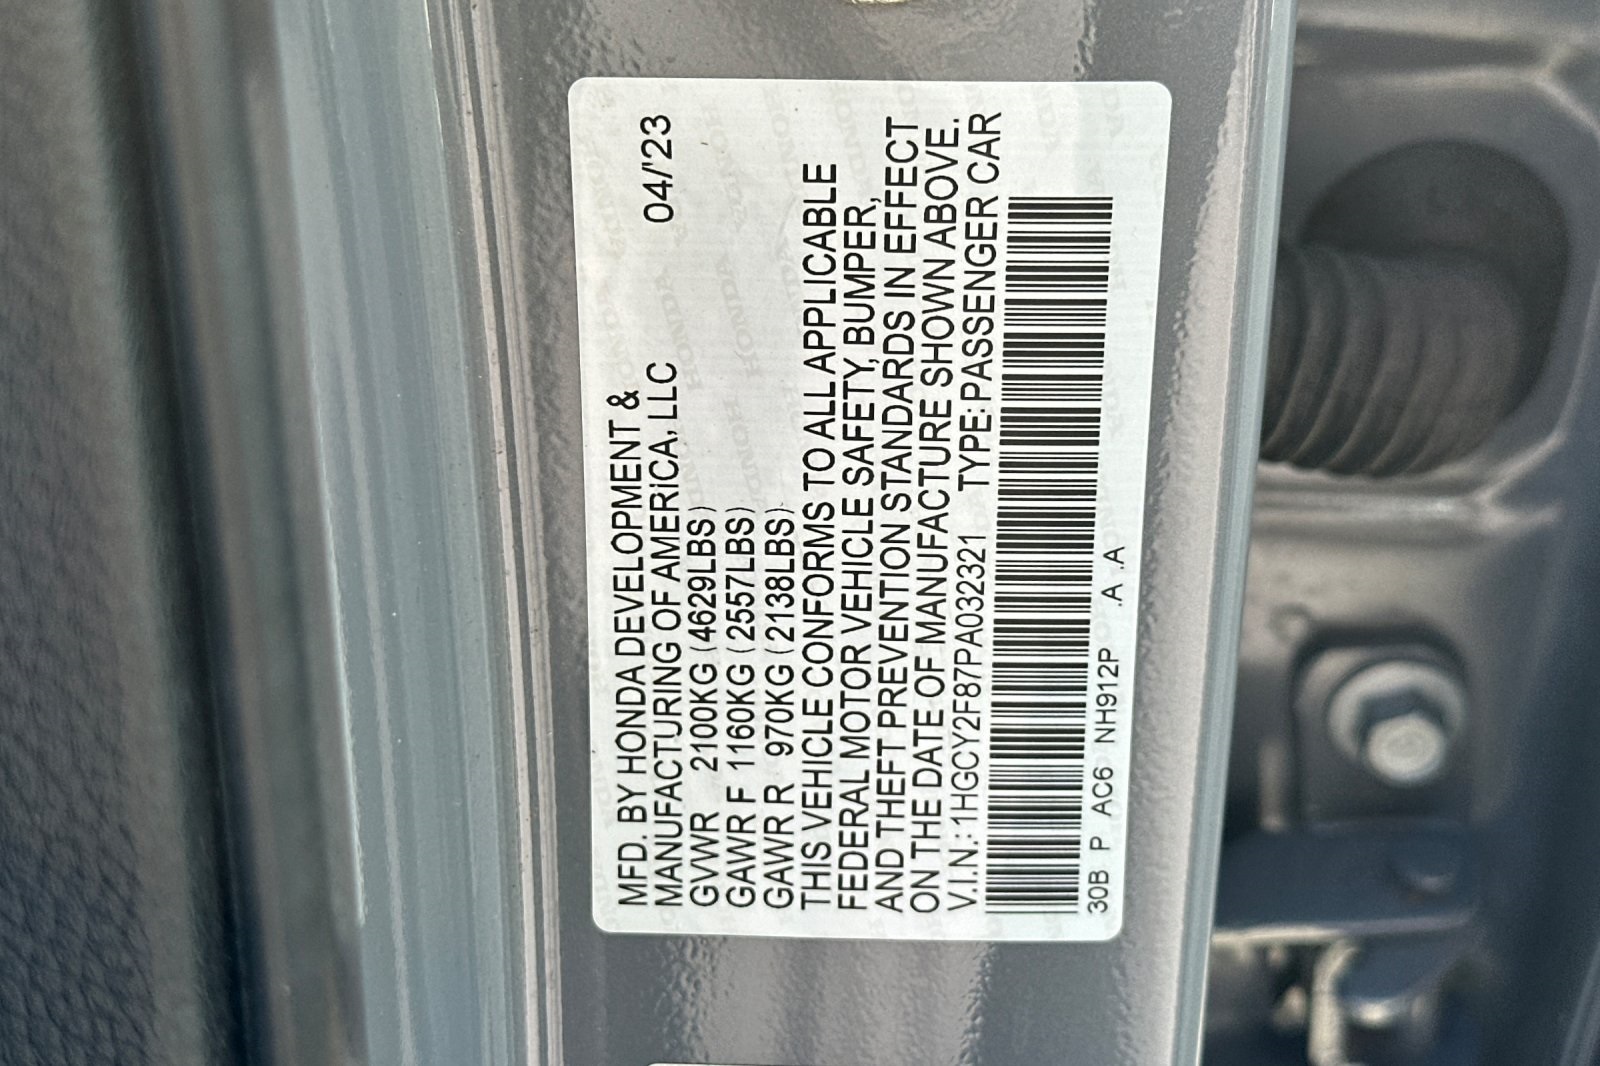 MFD. BY HONDA DEVELOPMENT &
MANUFACTURING OF AMERICA, LLC 04/'23
GVWR 2100KG (4629LBS)
GAWR F 1160KG (2557LBS)
GAWR R 970KG (2138LBS)
THIS VEHICLE CONFORMS TO ALL APPLICABLE
FEDERAL MOTOR VEHICLE SAFETY, BUMPER,
AND THEFT PREVENTION STANDARDS IN EFFECT
ON THE DATE OF MANUFACTURE SHOWN ABOVE.
V.I.N.: 1HGCY2F87PA032321 TYPE: PASSENGER CAR
30B P AC6 NH912P .A .A